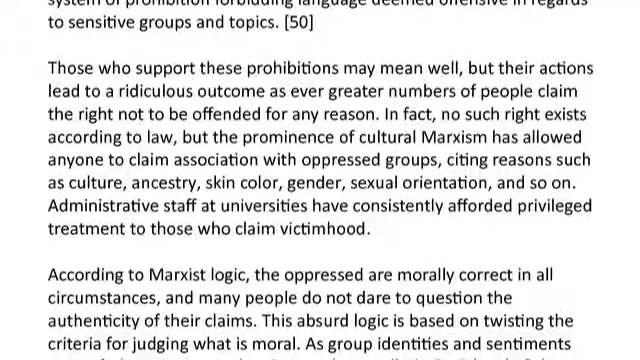 system of prohibition forbidding language deemed offensive in regards
to sensitive groups and topics. [50]
Those who support these prohibitions may mean well, but their actions
lead to a ridiculous outcome as ever greater numbers of people claim
the right not to be offended for any reason. In fact, no such right exists
according to law, but the prominence of cultural Marxism has allowed
anyone to claim association with oppressed groups, citing reasons such
as culture, ancestry, skin color, gender, sexual orientation, and so on.
Administrative staff at universities have consistently afforded privileged
treatment to those who claim victimhood.
According to Marxist logic, the oppressed are morally correct in all
circumstances, and many people do not dare to question the
authenticity of their claims. This absurd logic is based on twisting the
criteria for judging what is moral. As group identities and sentiments